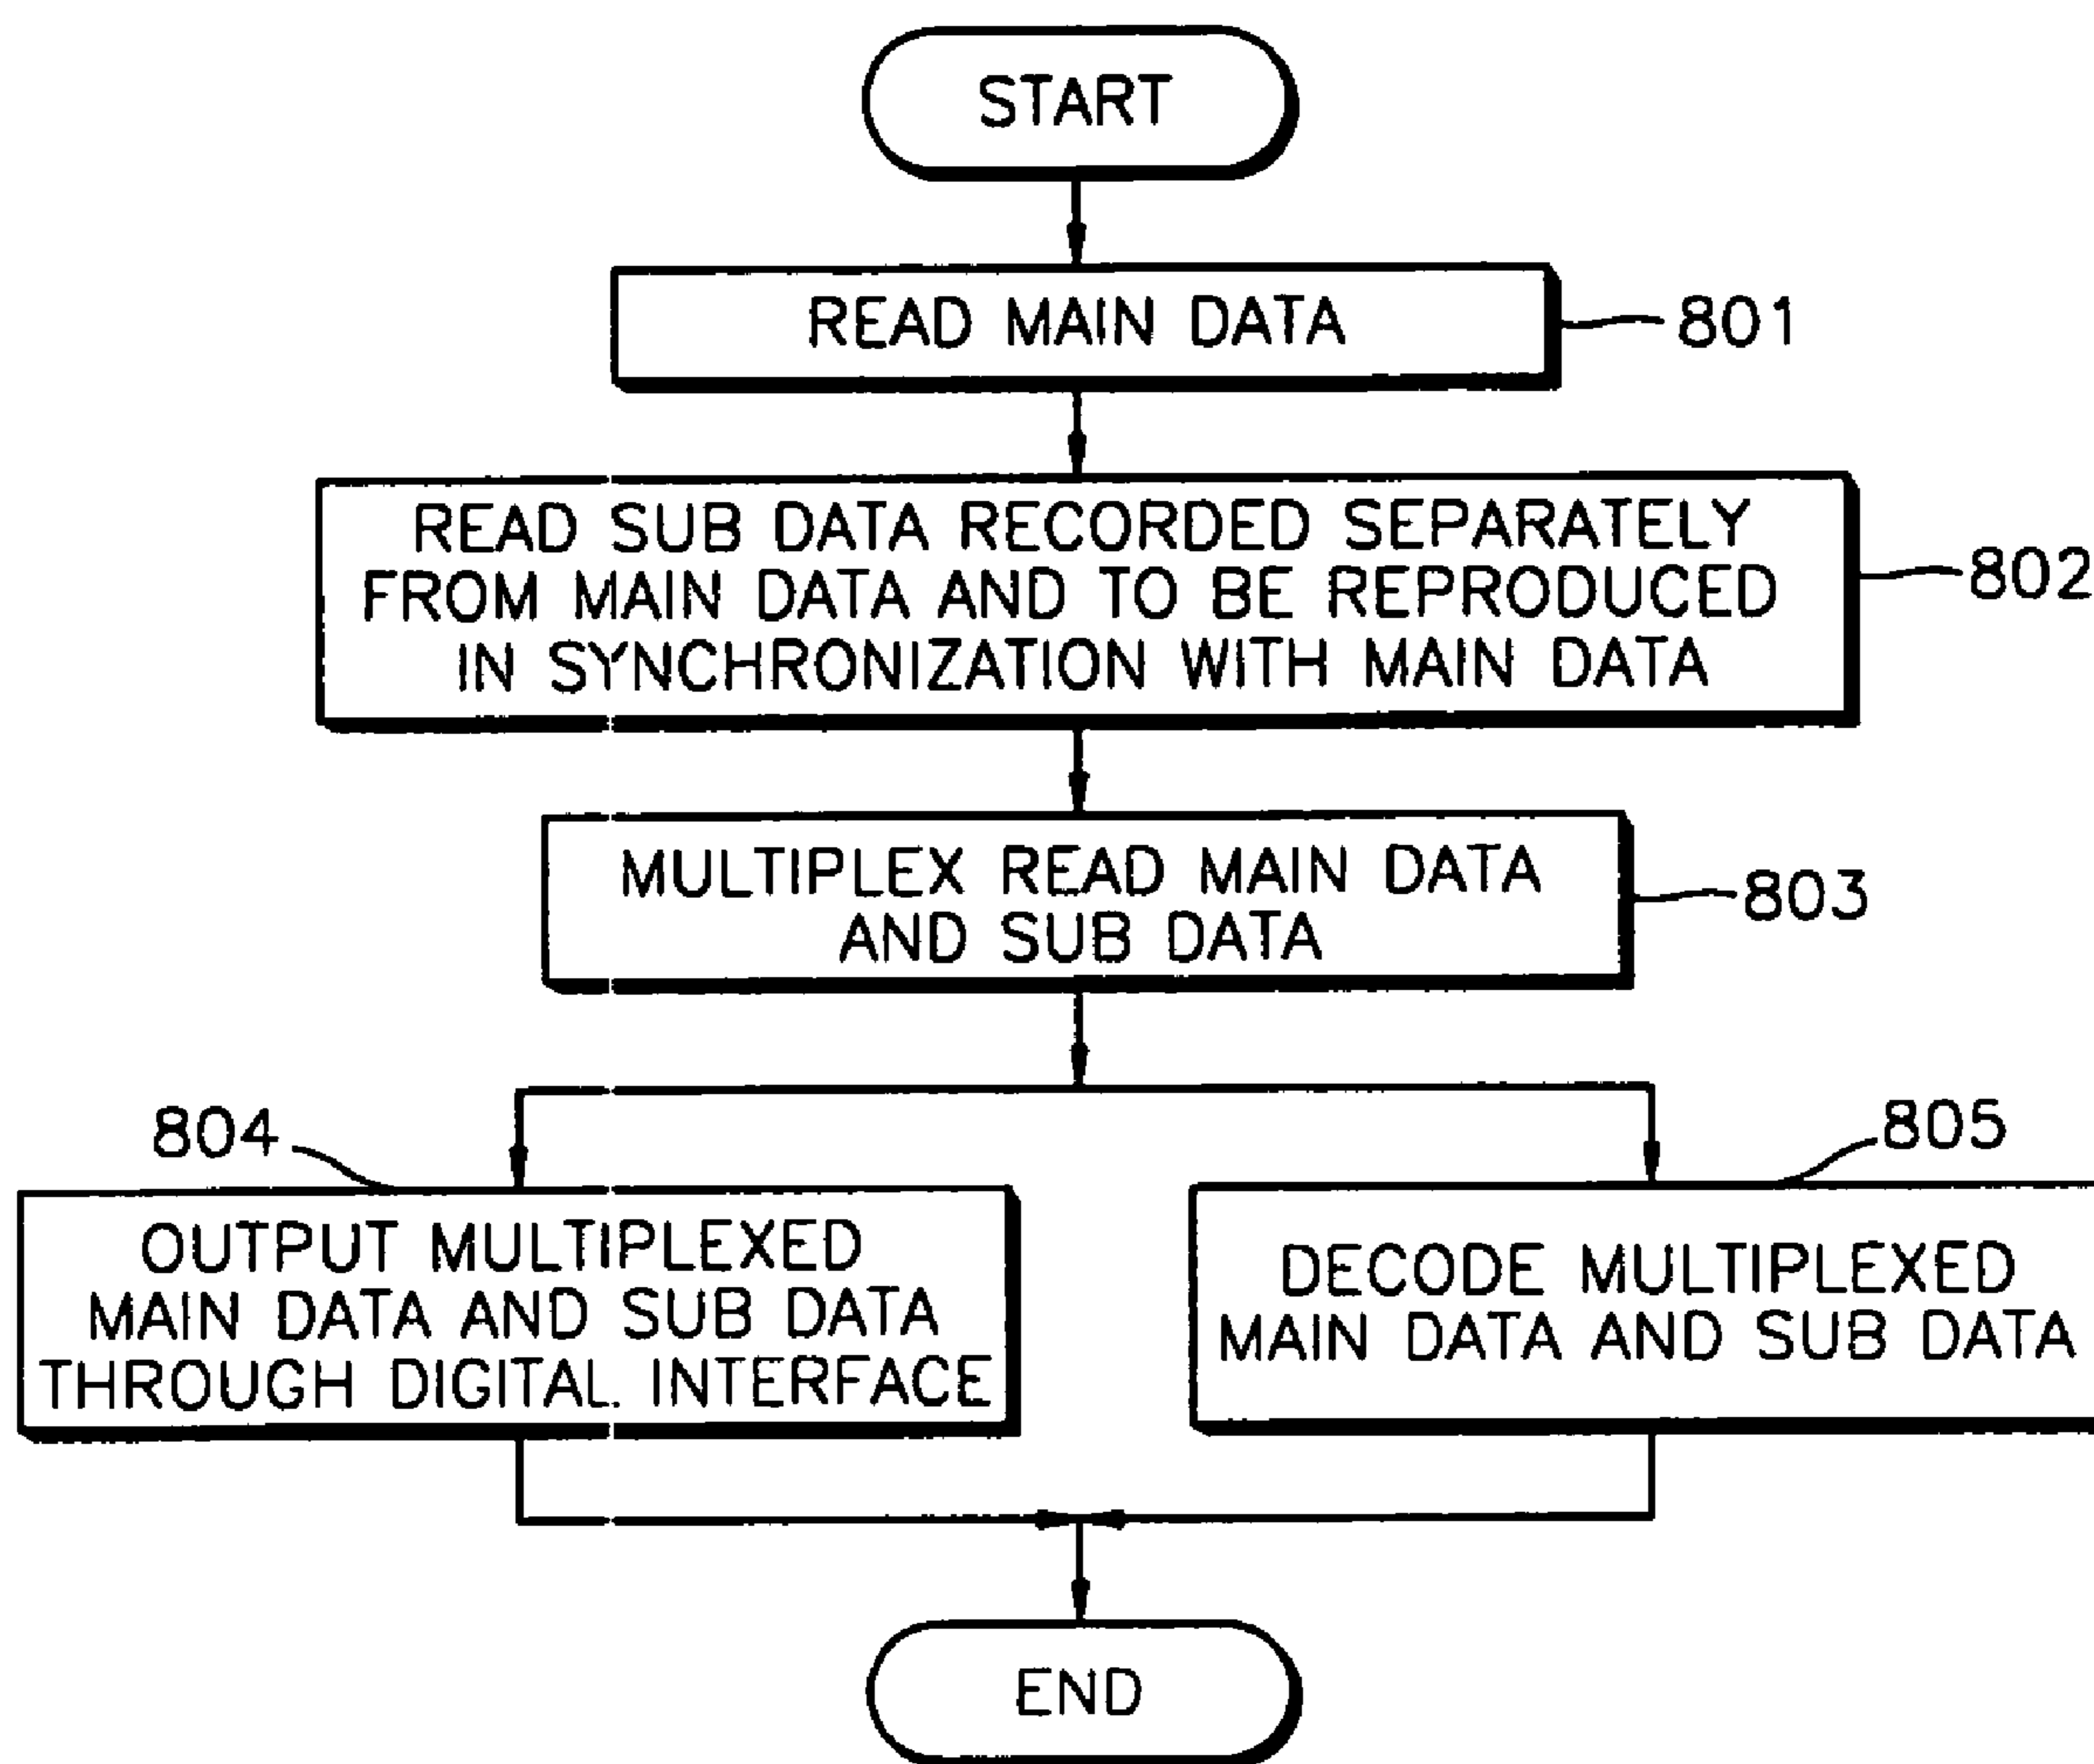 START
READ MAIN DATA
801
READ SUB DATA RECORDED SEPARATELY
FROM MAIN DATA AND TO BE REPRODUCED
IN SYNCHRONIZATION WITH MAIN DATA
802
MULTIPLEX READ MAIN DATA
AND SUB DATA
803
804
OUTPUT MULTIPLEXED
MAIN DATA AND SUB DATA
THROUGH DIGITAL INTERFACE
805
DECODE MULTIPLEXED
MAIN DATA AND SUB DATA
END